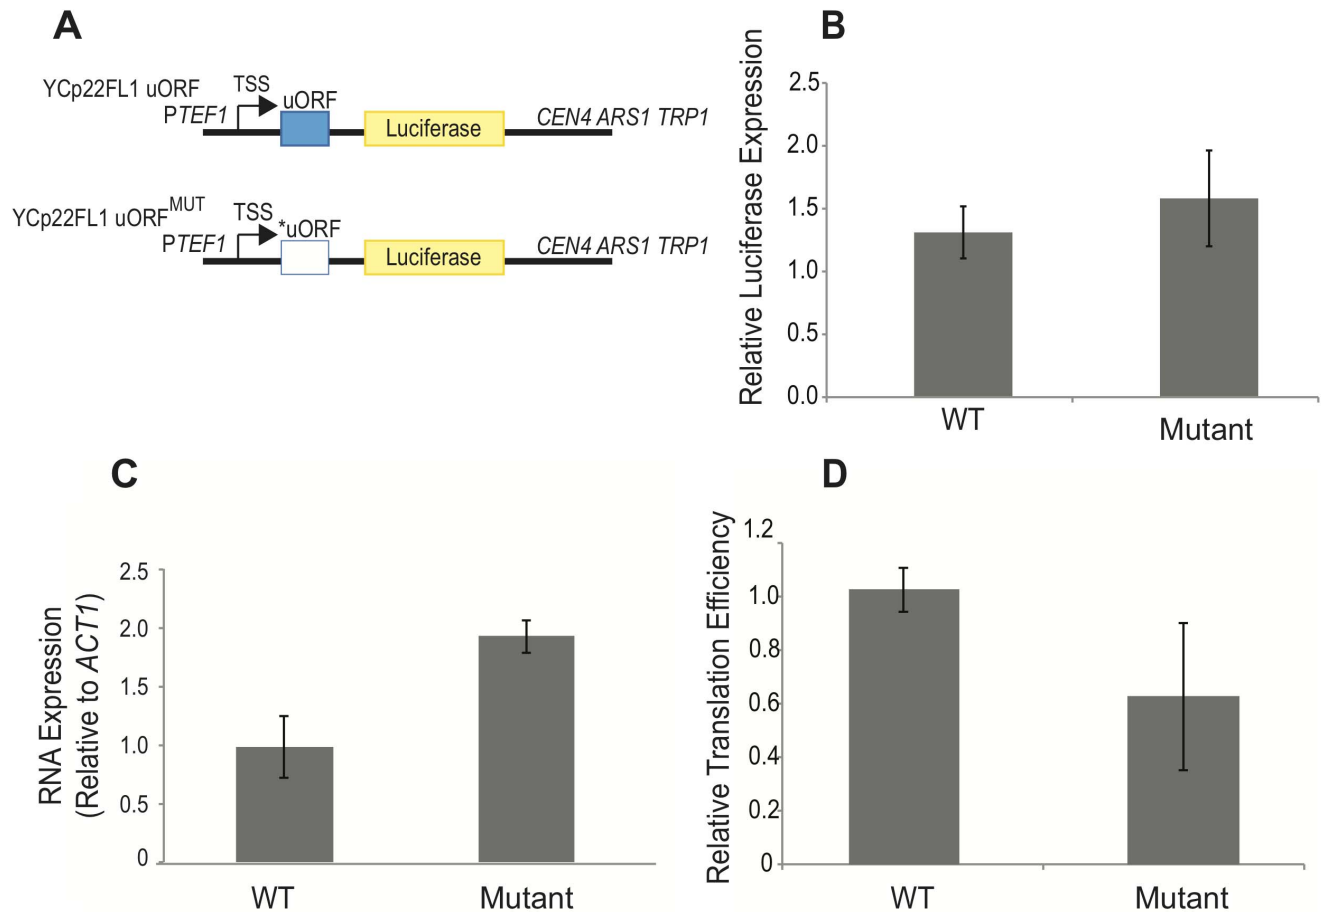 A
YCp22FL1 uORF
TSS
uORF
PTEF1
Luciferase
CEN4 ARS1 TRP1
YCp22FL1 uORF^MUT
TSS
*uORF
PTEF1
Luciferase
CEN4 ARS1 TRP1
B
Relative Luciferase Expression
2.5
2.0
1.5
1.0
0.5
0.0
WT
Mutant
C
RNA Expression
(Relative to ACT1)
2.5
2.0
1.5
1.0
0.5
0
WT
Mutant
D
Relative Translation Efficiency
1.2
1.0
0.8
0.6
0.4
0.2
0
WT
Mutant